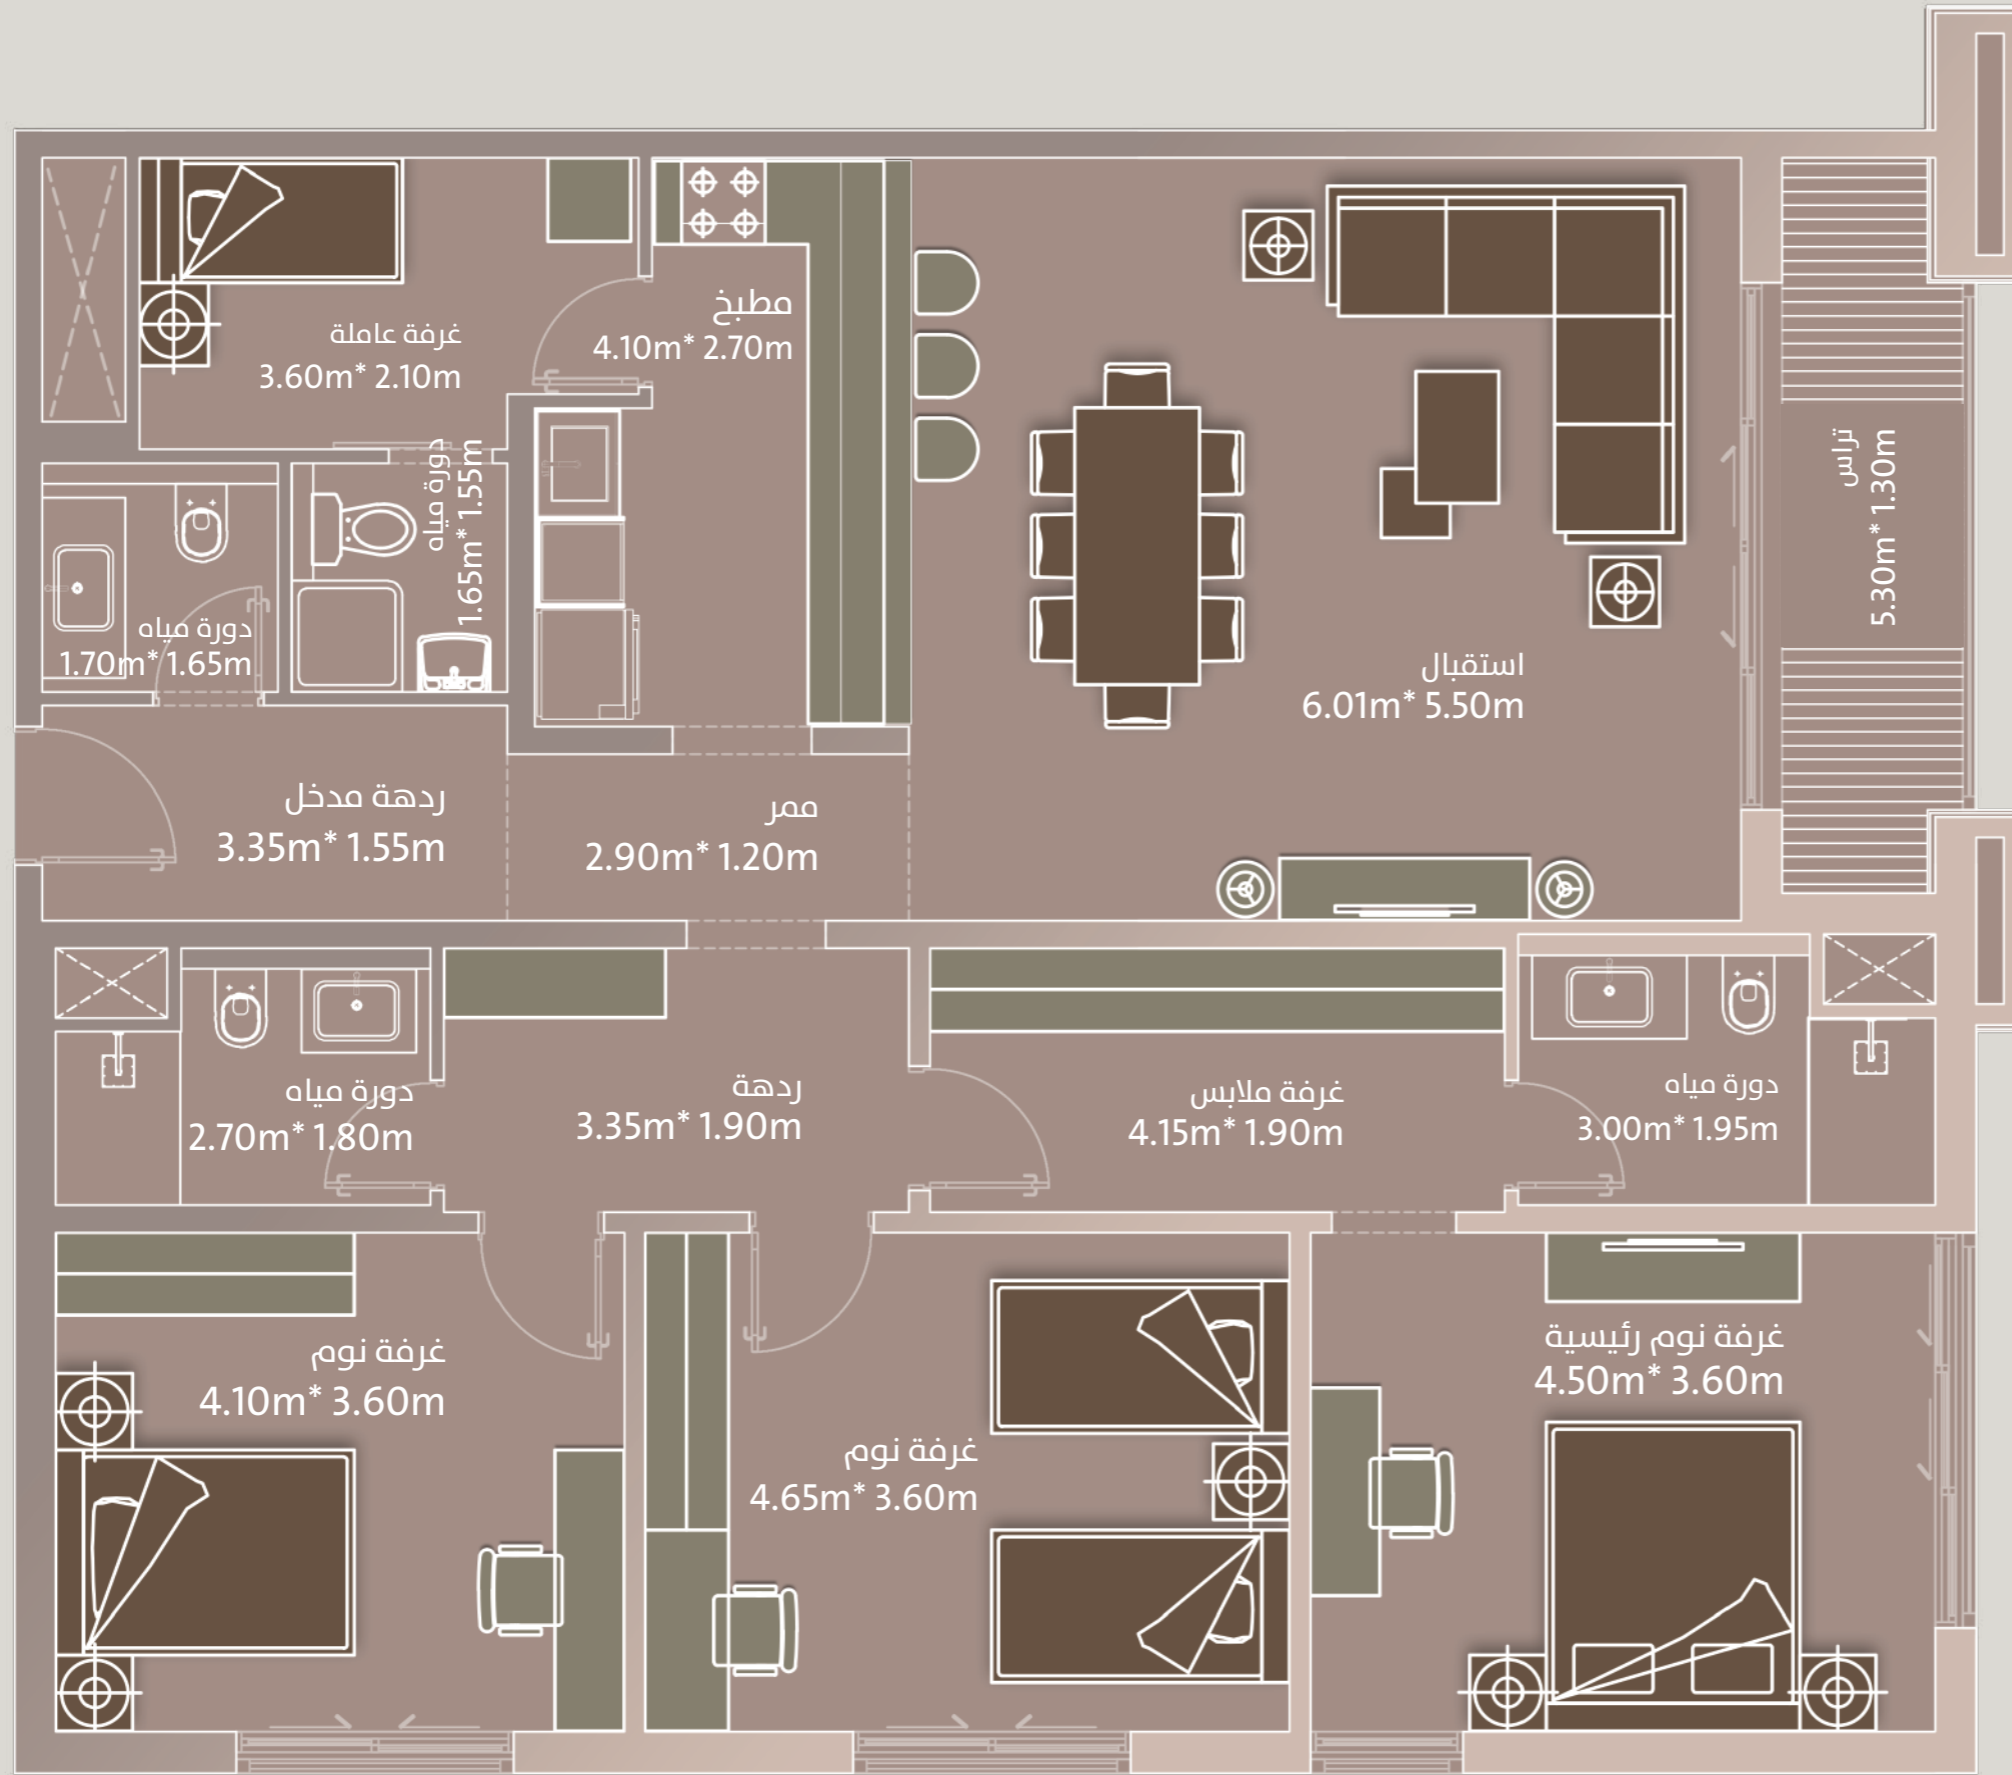 غرفة عاملة
3.60m* 2.10m
مطبخ
4.10m* 2.70m
دورة مياه
1.65m* 1.55m
دورة مياه
1.70m* 1.65m
استقبال
6.01m* 5.50m
تراس
5.30m* 1.30m
ردهة مدخل
3.35m* 1.55m
ممر
2.90m* 1.20m
دورة مياه
2.70m* 1.80m
ردهة
3.35m* 1.90m
غرفة ملابس
4.15m* 1.90m
دورة مياه
3.00m* 1.95m
غرفة نوم
4.10m* 3.60m
غرفة نوم
4.65m* 3.60m
غرفة نوم رئيسية
4.50m* 3.60m